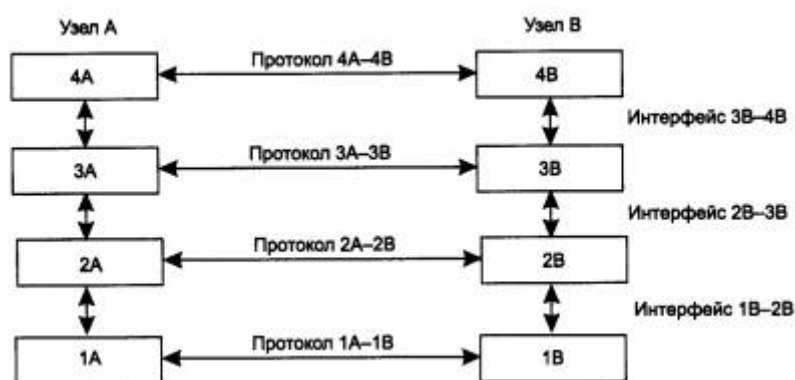 Узел А Узел В
4А Протокол 4А–4В 4В
Интерфейс 3В–4В
3А Протокол 3А–3В 3В
Интерфейс 2В–3В
2А Протокол 2А–2В 2В
Интерфейс 1В–2В
1А Протокол 1А–1В 1В